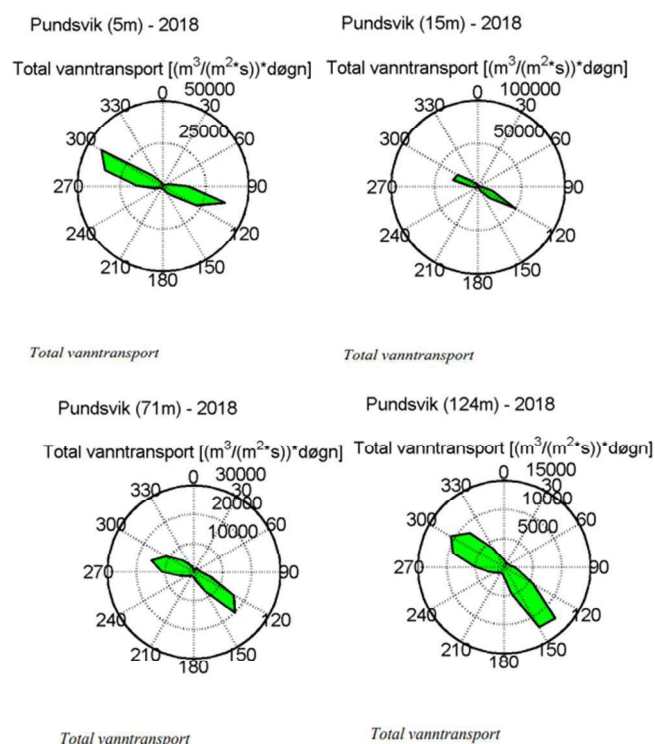 Pundsvik (5m) - 2018
Total vanntransport [(m³/(m²*s))*døgn]
0 50000
330 30
25000
300 60
270 90
240 120
210 150
180
Total vanntransport
Pundsvik (15m) - 2018
Total vanntransport [(m³/(m²*s))*døgn]
0 100000
330 30
50000
300 60
270 90
240 120
210 150
180
Total vanntransport
Pundsvik (71m) - 2018
Total vanntransport [(m³/(m²*s))*døgn]
0 30000
330 20000 30
10000
300 60
270 90
240 120
210 150
180
Total vanntransport
Pundsvik (124m) - 2018
Total vanntransport [(m³/(m²*s))*døgn]
0 15000
330 10000 30
5000
300 60
270 90
240 120
210 150
180
Total vanntransport